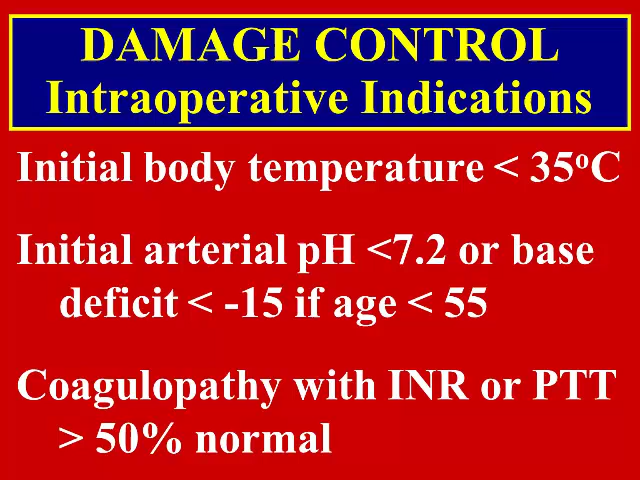 DAMAGE CONTROL
Intraoperative Indications
Initial body temperature < 35ºC
Initial arterial pH <7.2 or base
deficit < -15 if age < 55
Coagulopathy with INR or PTT
> 50% normal